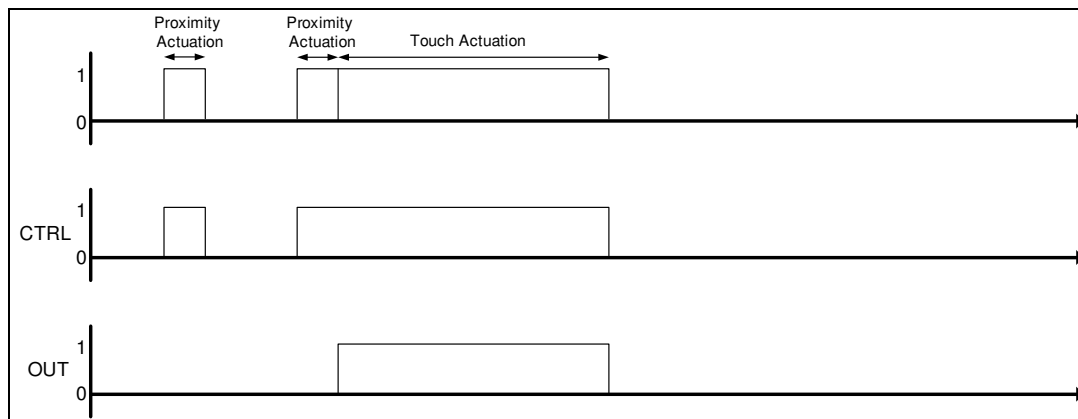 Proximity
Actuation
Proximity
Actuation
Touch Actuation
1
0
CTRL
1
0
OUT
1
0